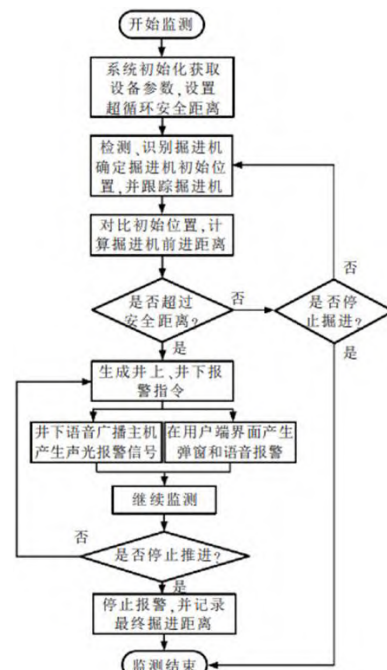 开始监测
系统初始化获取
设备参数,设置
超循环安全距离
检测、识别掘进机
确定掘进机初始位
置,并跟踪掘进机
对比初始位置,计
算掘进机前进距离
是否超过
安全距离?
否
是否停
止掘进?
否
是
是
生成井上、井下报
警指令
井下语音广播主机
产生声光报警信号
在用户端界面产生
弹窗和语音报警
继续监测
否
是否停止推进?
是
停止报警,并记录
最终掘进距离
监测结束